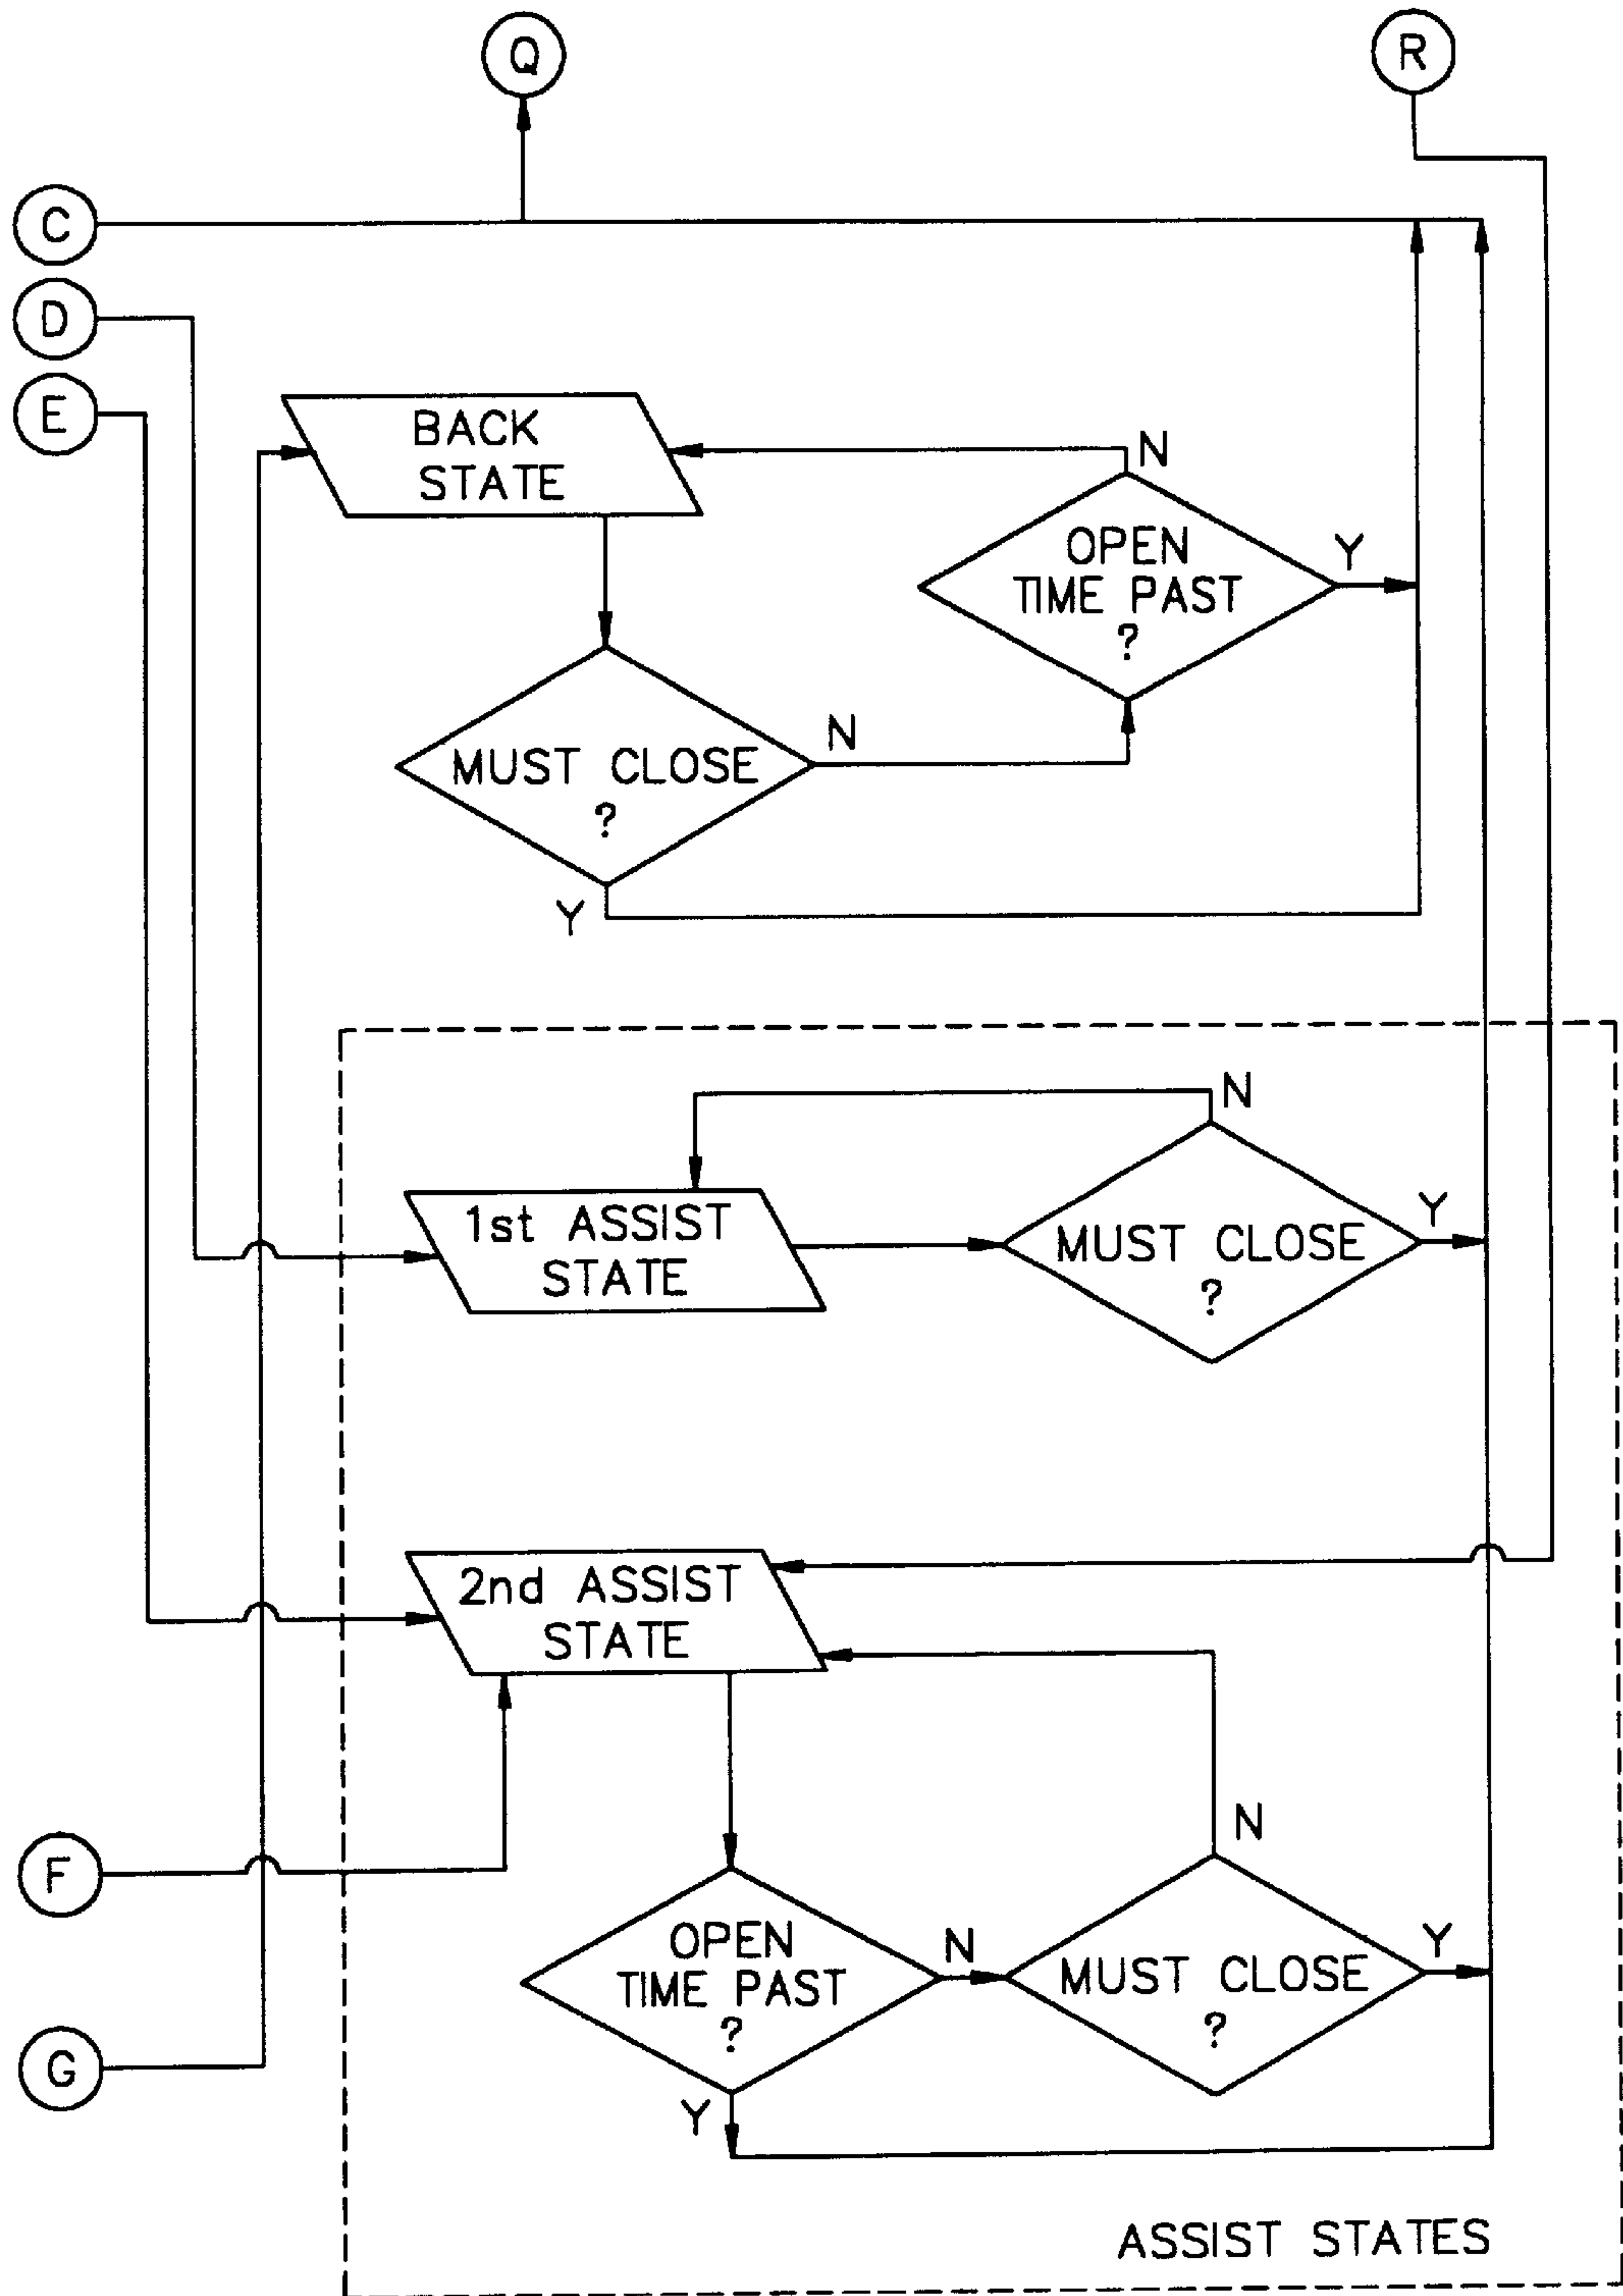 Q
R
C
D
E
BACK
STATE
N
OPEN
TIME PAST
?
Y
MUST CLOSE
?
N
Y
N
1st ASSIST
STATE
MUST CLOSE
?
Y
2nd ASSIST
STATE
F
OPEN
TIME PAST
?
N
Y
N
MUST CLOSE
?
Y
G
ASSIST STATES